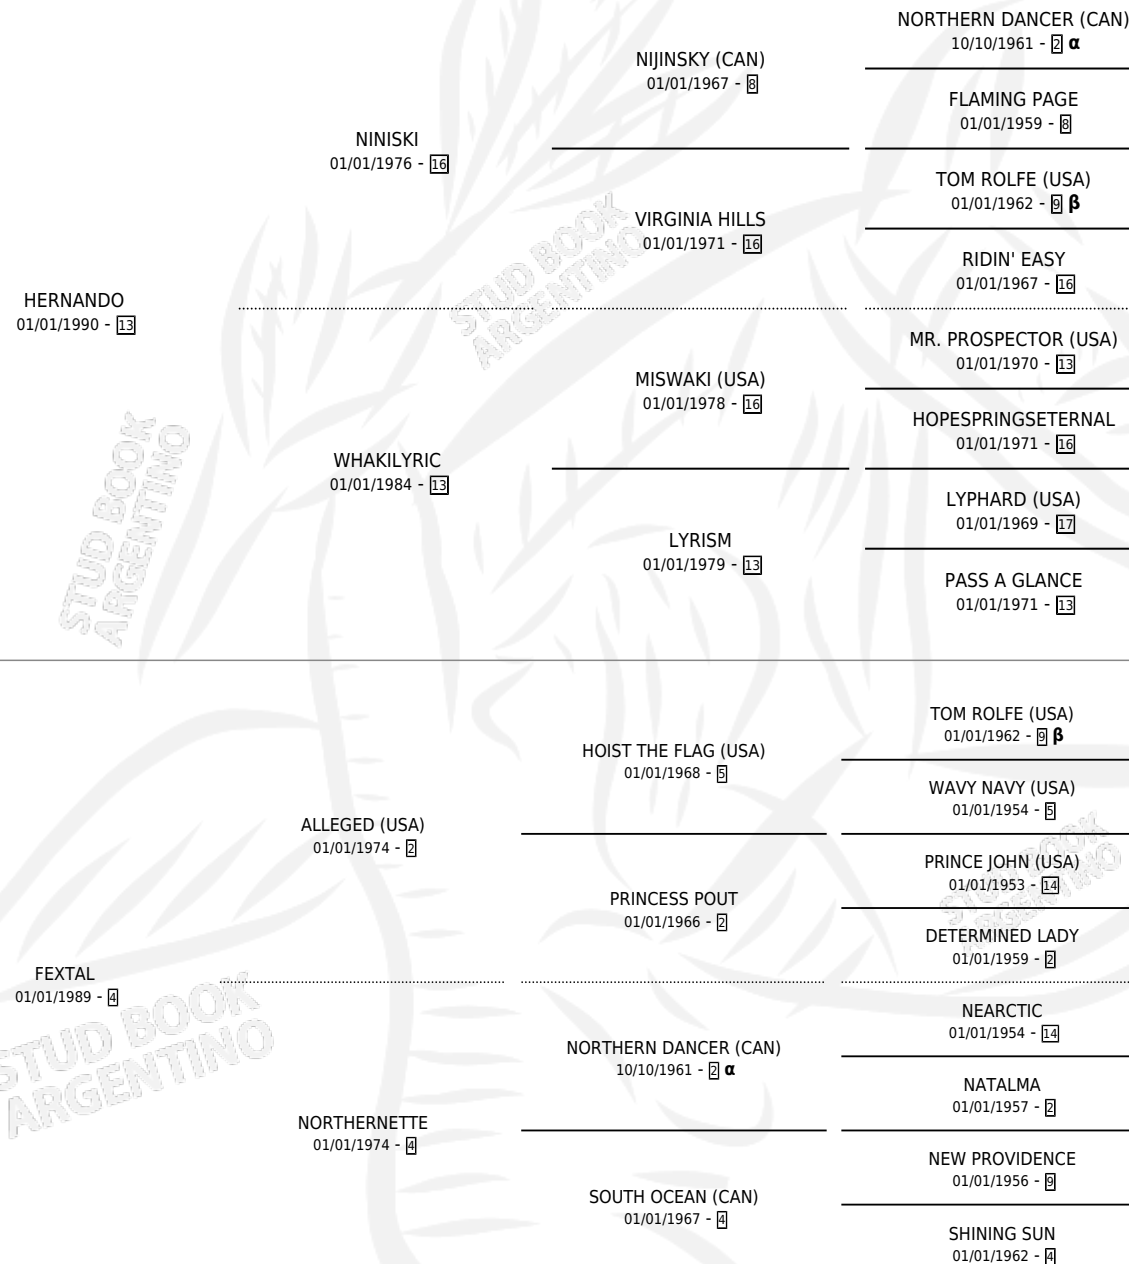 NORTHERN DANCER (CAN)
10/10/1961 - 2 α
NIJINSKY (CAN)
01/01/1967 - 8
FLAMING PAGE
01/01/1959 - 8
NINISKI
01/01/1976 - 16
TOM ROLFE (USA)
01/01/1962 - 9 β
VIRGINIA HILLS
01/01/1971 - 16
RIDIN' EASY
01/01/1967 - 16
HERNANDO
01/01/1990 - 13
MR. PROSPECTOR (USA)
01/01/1970 - 13
MISWAKI (USA)
01/01/1978 - 16
HOPESPRINGSETERNAL
01/01/1971 - 16
WHAKILYRIC
01/01/1984 - 13
LYPHARD (USA)
01/01/1969 - 17
LYRISM
01/01/1979 - 13
PASS A GLANCE
01/01/1971 - 13
TOM ROLFE (USA)
01/01/1962 - 9 β
HOIST THE FLAG (USA)
01/01/1968 - 5
WAVY NAVY (USA)
01/01/1954 - 5
ALLEGED (USA)
01/01/1974 - 2
PRINCE JOHN (USA)
01/01/1953 - 14
PRINCESS POUT
01/01/1966 - 2
DETERMINED LADY
01/01/1959 - 2
FEXTAL
01/01/1989 - 4
NEARCTIC
01/01/1954 - 14
NORTHERN DANCER (CAN)
10/10/1961 - 2 α
NATALMA
01/01/1957 - 2
NORTHERNETTE
01/01/1974 - 4
NEW PROVIDENCE
01/01/1956 - 9
SOUTH OCEAN (CAN)
01/01/1967 - 4
SHINING SUN
01/01/1962 - 4
STUD BOOK
ARGENTINO
STUD BOOK
ARGENTINO
STUD BOOK
ARGENTINO
STUD BOOK
ARGENTINO